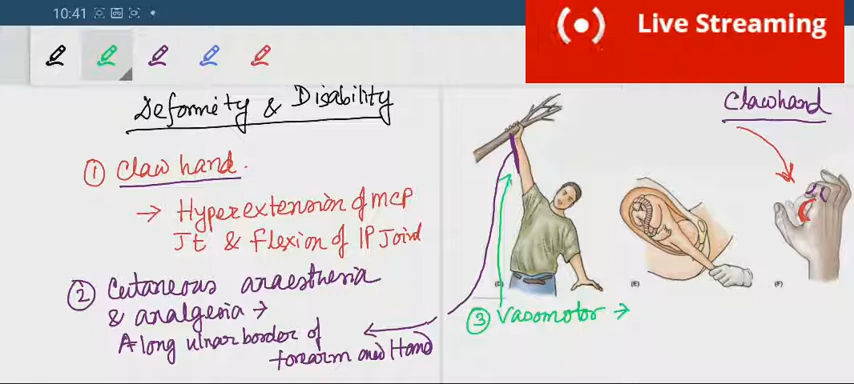 10:41
Live Streaming
Deformity & Disability
① Claw hand.
→ Hyperextension of MCP
Jt & Flexion of IP Joint
② Cutaneous anaesthesia
& analgesia →
Along ulnar border of
forearm and Hand
Clawhand
(E)
(F)
③ Vasomotor →